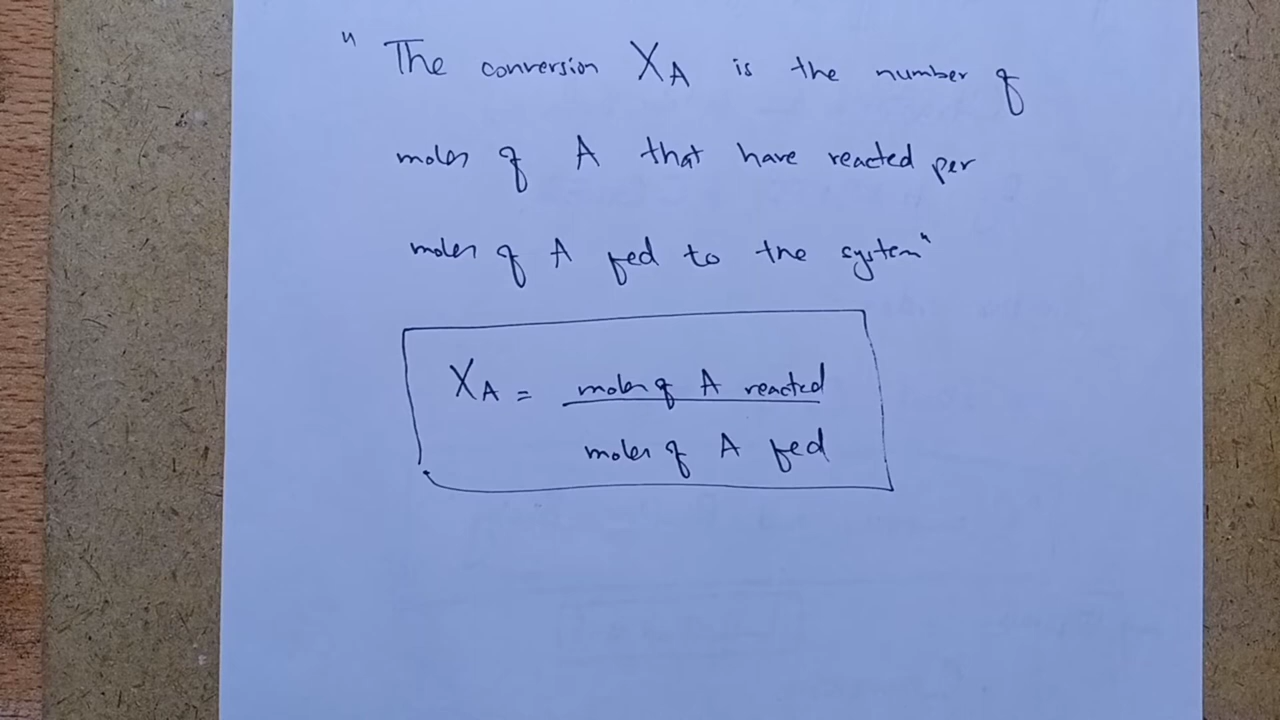 " The conversion XA is the number of
moles of A that have reacted per
moles of A fed to the system"
XA = moles of A reacted
moles of A fed